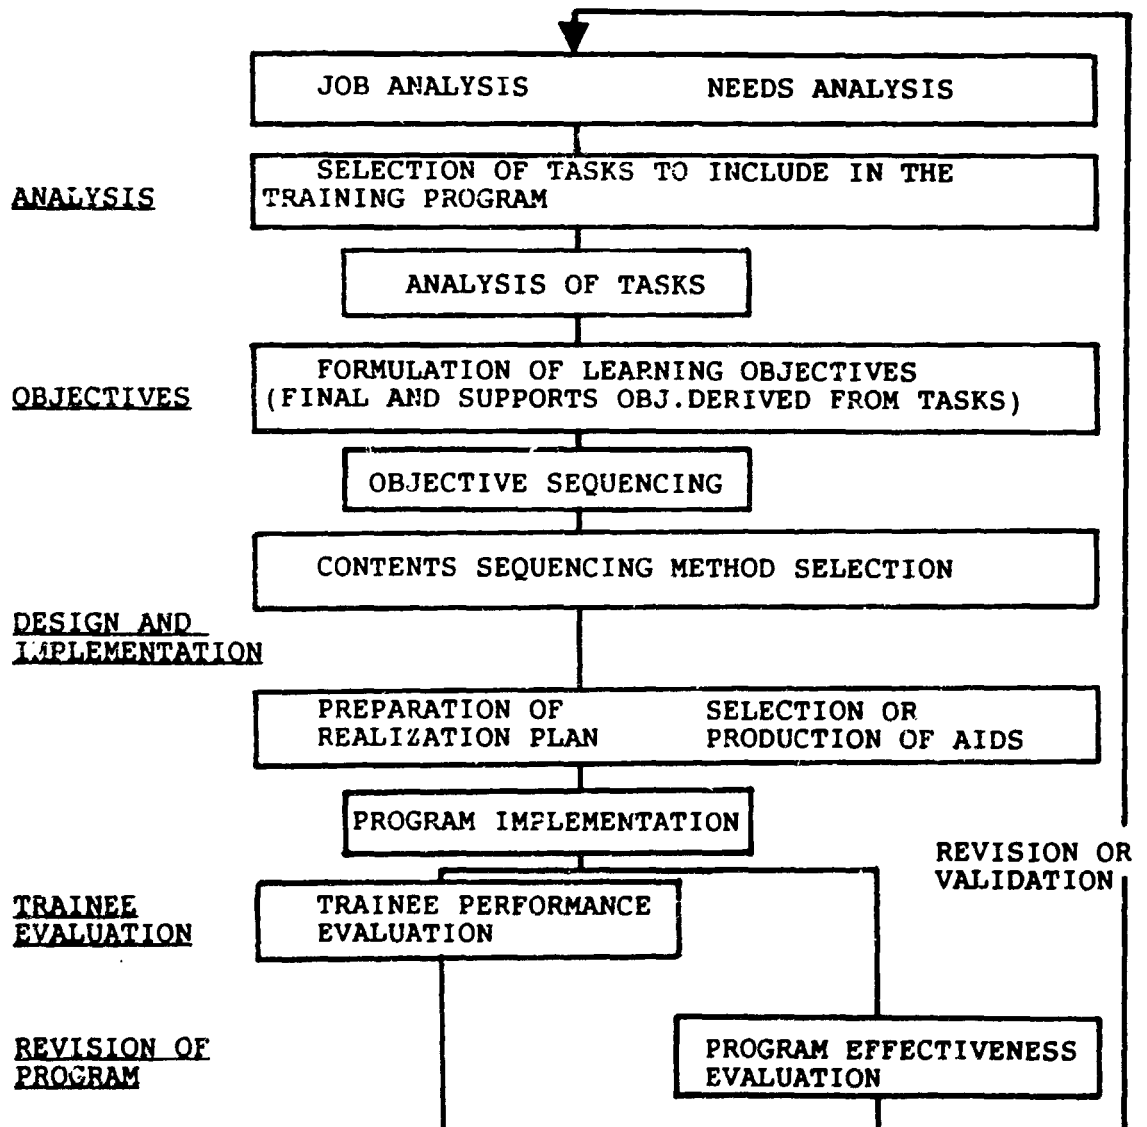 JOB ANALYSIS NEEDS ANALYSIS
ANALYSIS
SELECTION OF TASKS TO INCLUDE IN THE
TRAINING PROGRAM
ANALYSIS OF TASKS
OBJECTIVES
FORMULATION OF LEARNING OBJECTIVES
(FINAL AND SUPPORTS OBJ.DERIVED FROM TASKS)
OBJECTIVE SEQUENCING
CONTENTS SEQUENCING METHOD SELECTION
DESIGN AND
IMPLEMENTATION
PREPARATION OF
REALIZATION PLAN
SELECTION OR
PRODUCTION OF AIDS
PROGRAM IMPLEMENTATION
REVISION OR
VALIDATION
TRAINEE
EVALUATION
TRAINEE PERFORMANCE
EVALUATION
REVISION OF
PROGRAM
PROGRAM EFFECTIVENESS
EVALUATION